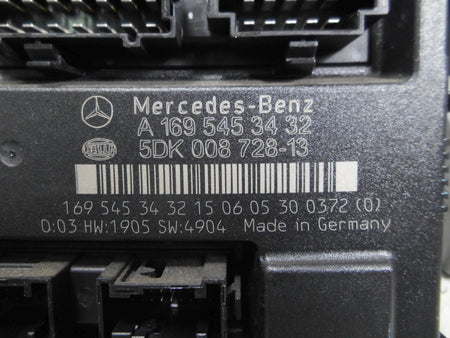 Mercedes-Benz
A 169 545 34 32
HELLA 5DK 008 728-13
169 545 34 32 15 06 05 30 0372 (0)
0:03 HW:1905 SW:4904 Made in Germany